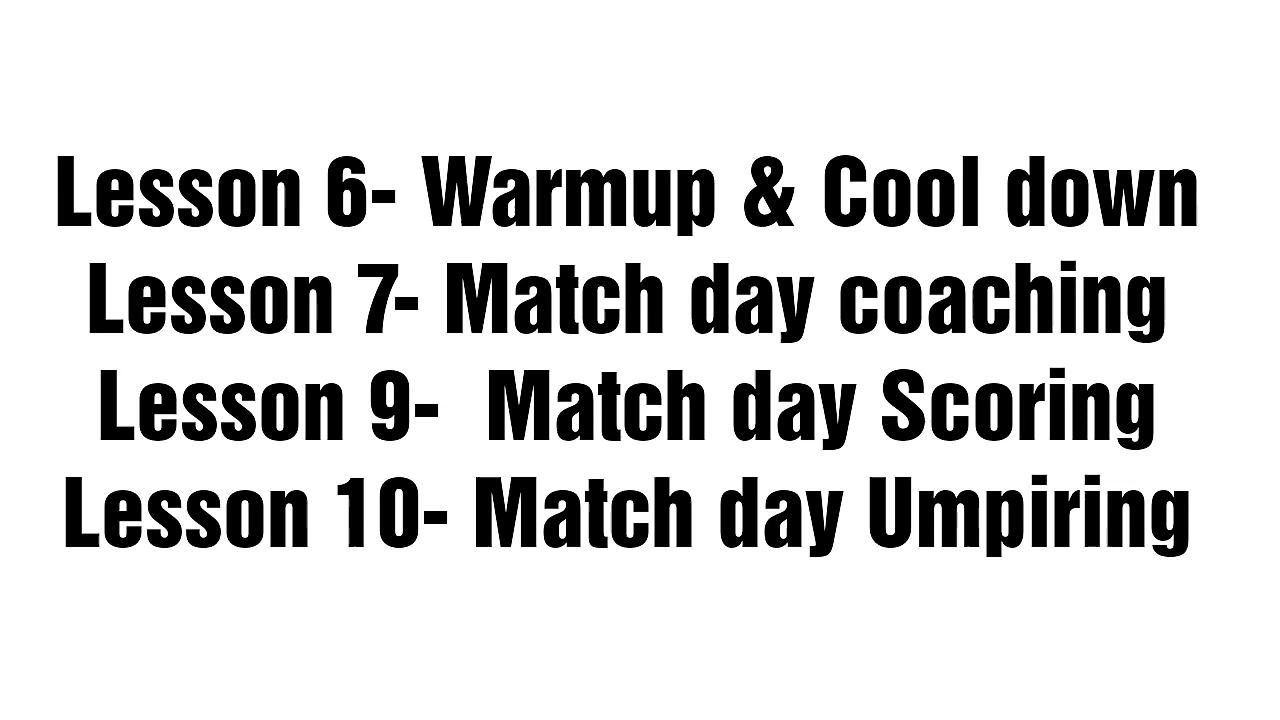 Lesson 6- Warmup & Cool down
Lesson 7- Match day coaching
Lesson 9-  Match day Scoring
Lesson 10- Match day Umpiring